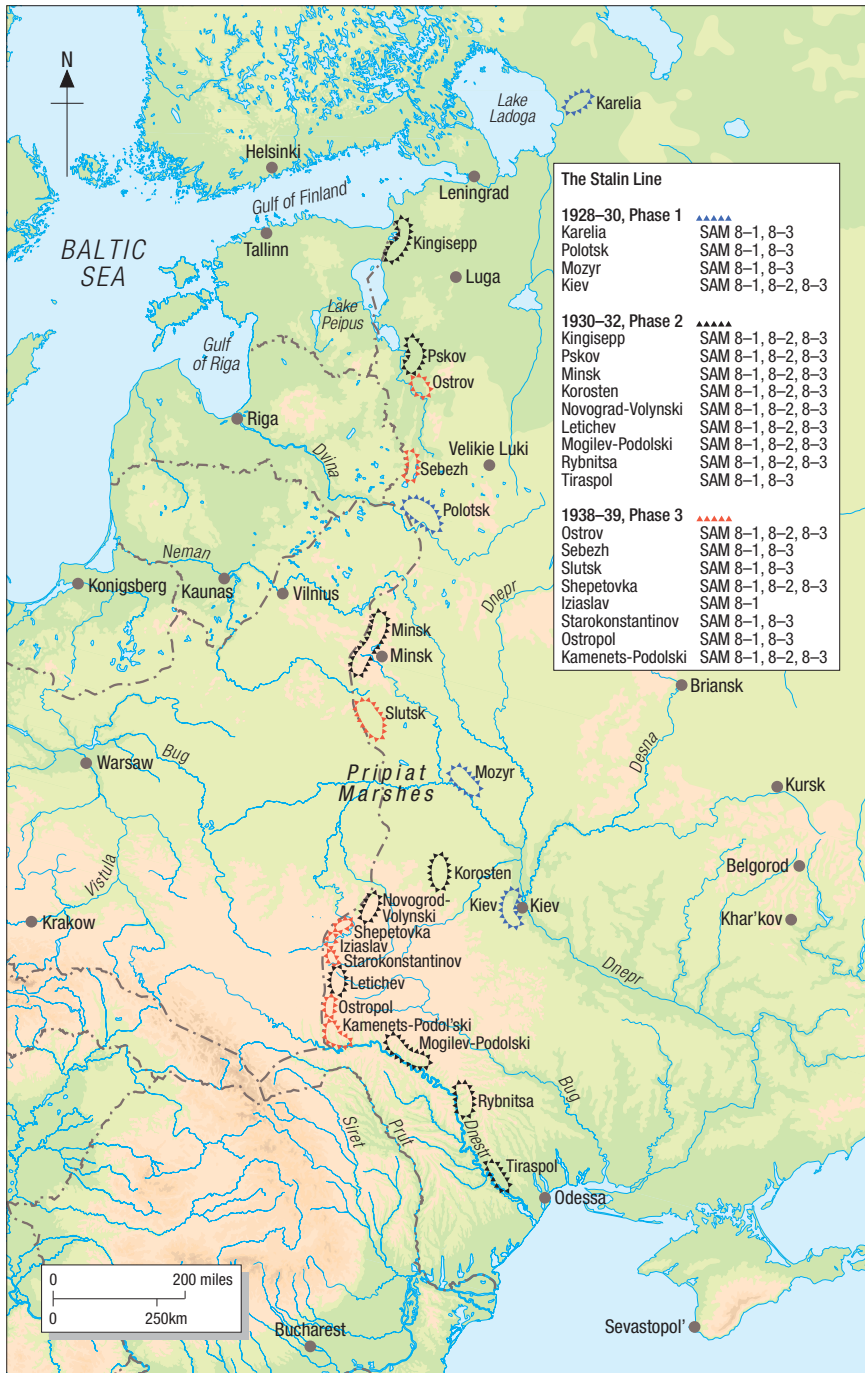 N
Lake
Ladoga
Karelia
Helsinki
Leningrad
Gulf of Finland
Tallinn
BALTIC
SEA
Kingisepp
Luga
Lake
Peipus
Gulf
of Riga
Pskov
Ostrov
Riga
Dvina
Velikie Luki
Sebezh
Polotsk
Neman
Konigsberg
Kaunas
Vilnius
Dnepr
Minsk
Minsk
Slutsk
Briansk
Desna
Warsaw
Bug
Pripiat
Marshes
Mozyr
Kursk
Vistula
Korosten
Belgorod
Krakow
Novograd-
Volynski
Kiev
Kiev
Khar'kov
Shepetovka
Iziaslav
Starokonstantinov
Letichev
Dnepr
Ostropol
Kamenets-Podol'ski
Mogilev-Podolski
Bug
Rybnitsa
Siret
Prut
Dnestr
Tiraspol
Odessa
Bucharest
Sevastopol'
0 200 miles
0 250km
The Stalin Line
1928–30, Phase 1
Karelia SAM 8–1, 8–3
Polotsk SAM 8–1, 8–3
Mozyr SAM 8–1, 8–3
Kiev SAM 8–1, 8–2, 8–3
1930–32, Phase 2
Kingisepp SAM 8–1, 8–2, 8–3
Pskov SAM 8–1, 8–2, 8–3
Minsk SAM 8–1, 8–2, 8–3
Korosten SAM 8–1, 8–2, 8–3
Novograd-Volynski SAM 8–1, 8–2, 8–3
Letichev SAM 8–1, 8–2, 8–3
Mogilev-Podolski SAM 8–1, 8–2, 8–3
Rybnitsa SAM 8–1, 8–2, 8–3
Tiraspol SAM 8–1, 8–3
1938–39, Phase 3
Ostrov SAM 8–1, 8–2, 8–3
Sebezh SAM 8–1, 8–3
Slutsk SAM 8–1, 8–3
Shepetovka SAM 8–1, 8–2, 8–3
Iziaslav SAM 8–1
Starokonstantinov SAM 8–1, 8–3
Ostropol SAM 8–1, 8–3
Kamenets-Podolski SAM 8–1, 8–2, 8–3